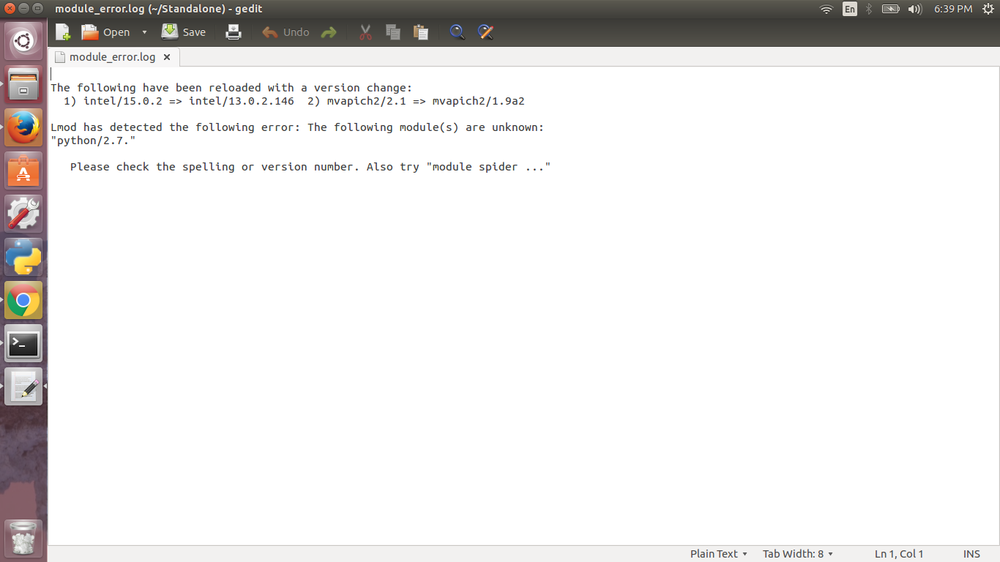 module_error.log (~/Standalone) - gedit
En
6:39 PM
Open
Save
Undo
module_error.log
The following have been reloaded with a version change:
1) intel/15.0.2 => intel/13.0.2.146  2) mvapich2/2.1 => mvapich2/1.9a2
Lmod has detected the following error: The following module(s) are unknown:
"python/2.7."
Please check the spelling or version number. Also try "module spider ..."
Plain Text
Tab Width: 8
Ln 1, Col 1
INS